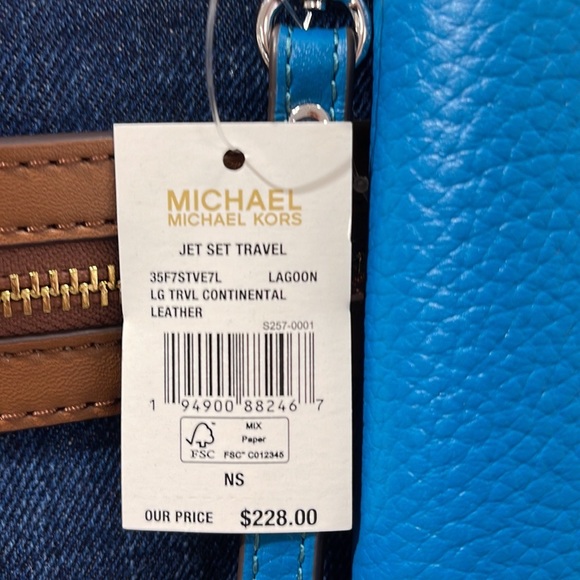 MICHAEL
MICHAEL KORS
JET SET TRAVEL
35F7STVE7L LAGOON
LG TRVL CONTINENTAL
LEATHER
S257-0001
1 94900 88246 7
FSC
MIX
Paper
FSC™ C012345
NS
OUR PRICE $228.00